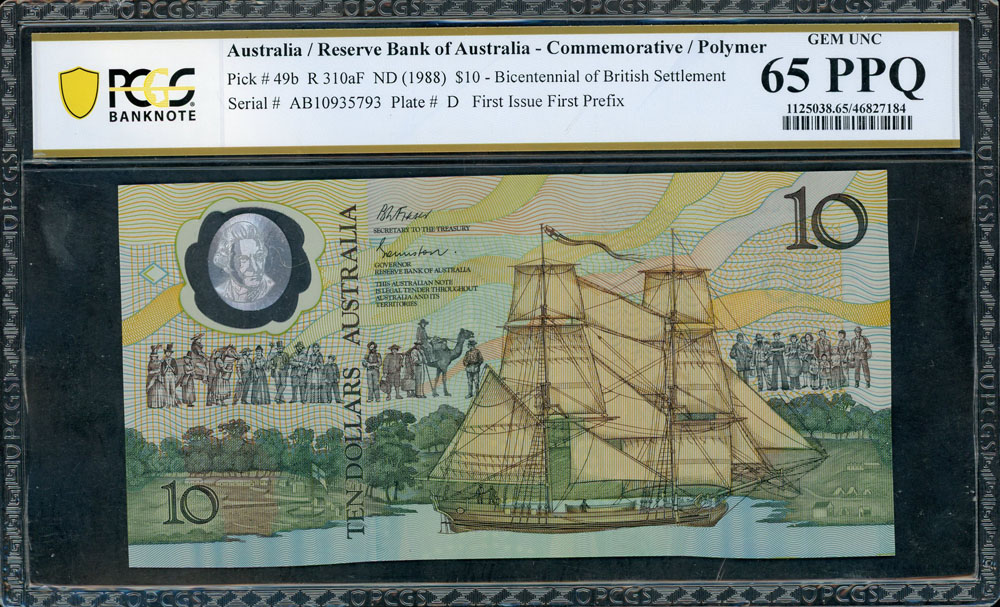 PCGS
BANKNOTE
Australia / Reserve Bank of Australia - Commemorative / Polymer
Pick # 49b R 310aF ND (1988) $10 - Bicentennial of British Settlement
Serial # AB10935793 Plate # D First Issue First Prefix
GEM UNC
65 PPQ
1125038.65/46827184
SECRETARY TO THE TREASURY
GOVERNOR
RESERVE BANK OF AUSTRALIA
THIS AUSTRALIAN NOTE
IS LEGAL TENDER THROUGHOUT
AUSTRALIA AND ITS
TERRITORIES
TEN DOLLARS AUSTRALIA
10
10